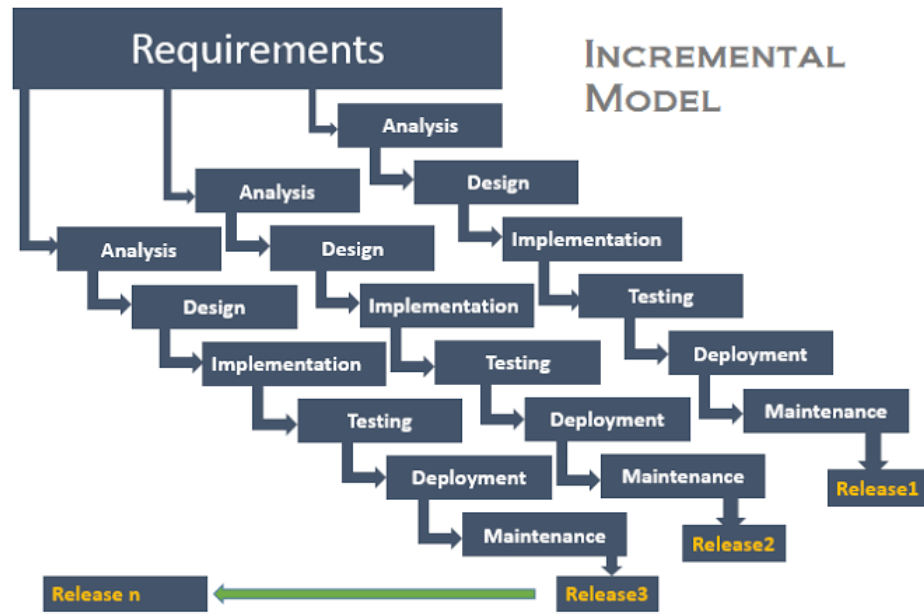 Requirements
INCREMENTAL
MODEL
Analysis
Design
Implementation
Testing
Deployment
Maintenance
Release1
Analysis
Design
Implementation
Testing
Deployment
Maintenance
Release2
Analysis
Design
Implementation
Testing
Deployment
Maintenance
Release3
Release n